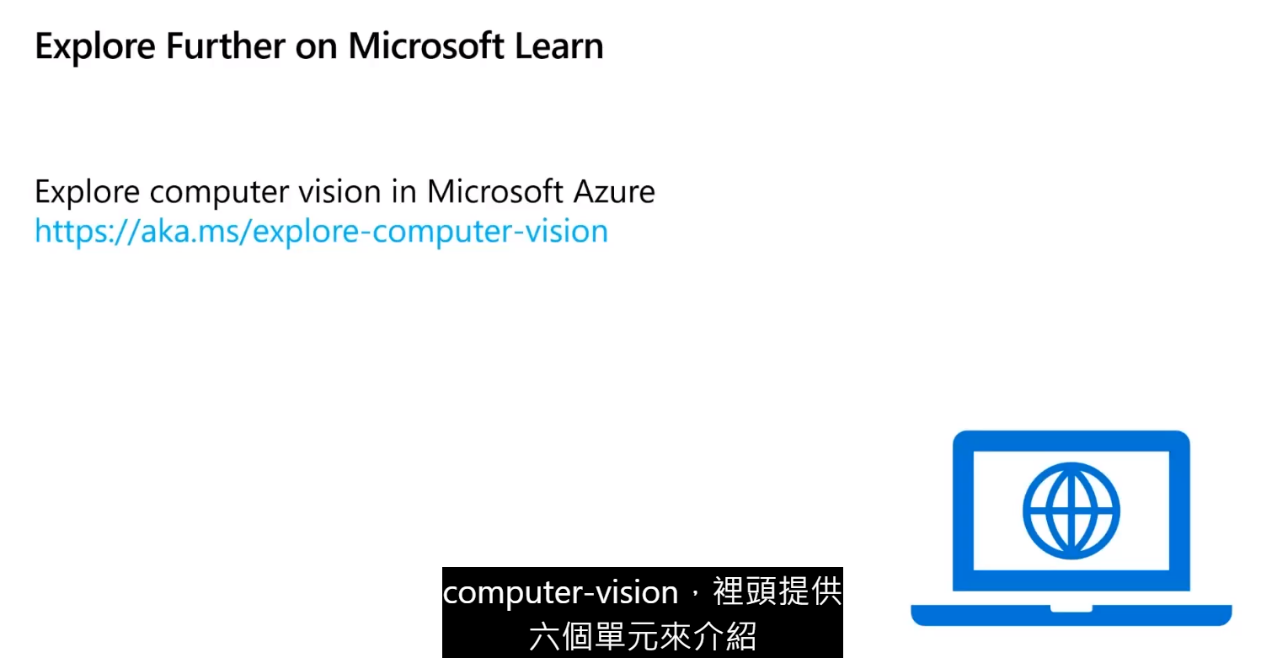 Explore Further on Microsoft Learn
Explore computer vision in Microsoft Azure
https://aka.ms/explore-computer-vision
computer-vision，裡頭提供
六個單元來介紹